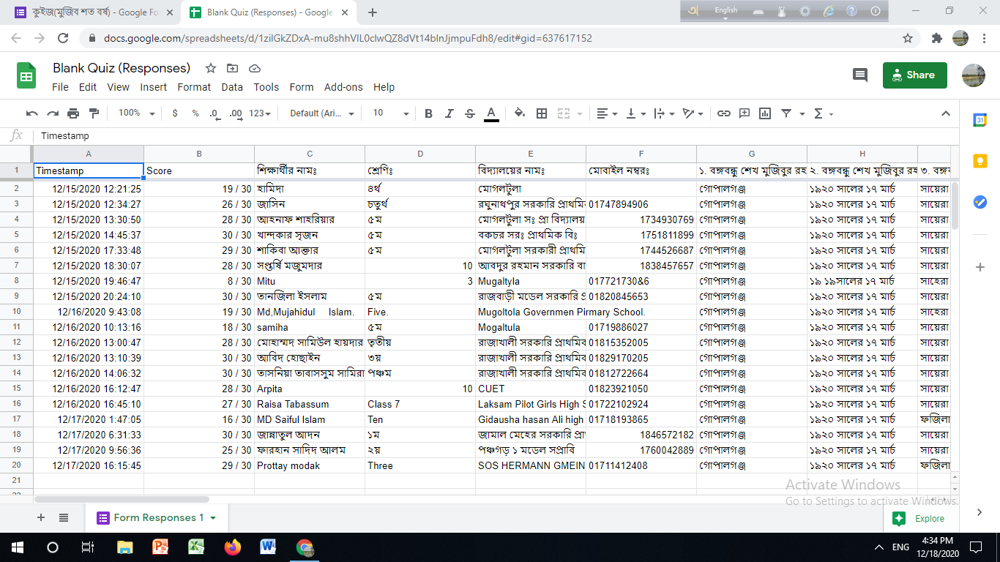 কুইজ(মুজিব শত বর্ষ) - Google Fo
Blank Quiz (Responses) - Google
English
docs.google.com/spreadsheets/d/1zilGkZDxA-mu8shhVlL0clwQZ8dVt14blnJjmpuFdh8/edit#gid=637617152
Blank Quiz (Responses)
Share
File Edit View Insert Format Data Tools Form Add-ons Help
100% $ % .0 .00 123 Default (Ari... 10 B I S A
fx Timestamp
A B C D E F G H
1 Timestamp Score শিক্ষার্থীর নামঃ শ্রেণিঃ বিদ্যালয়ের নামঃ মোবাইল নম্বরঃ ১. বঙ্গবন্ধু শেখ মুজিবুর রহ ২. বঙ্গবন্ধু শেখ মুজিবুর রহ ৩. বঙ্গ
2 12/15/2020 12:21:25 19 / 30 হামিদা ৪র্থ মোগলটুলা গোপালগঞ্জ ১৯২০ সালের ১৭ মার্চ সায়েরা
3 12/15/2020 12:34:27 26 / 30 জাসিন চতুর্থ রঘুনাথপুর সরকারি প্রাথমি 01747894906 গোপালগঞ্জ ১৯২০ সালের ১৭ মার্চ সায়েরা
4 12/15/2020 13:30:50 28 / 30 আহনাফ শাহরিয়ার ৫ম মোগলটুলা সঃ প্রা বিদ্যালয় 1734930769 গোপালগঞ্জ ১৯২০ সালের ১৭ মার্চ সায়েরা
5 12/15/2020 14:45:37 30 / 30 খান্দকার সৃজন ৫ম বকচর সরঃ প্রাথমিক বিঃ 1751811899 গোপালগঞ্জ ১৯২০ সালের ১৭ মার্চ সায়েরা
6 12/15/2020 17:33:48 29 / 30 শাকিবা আক্তার ৫ম মোগলটুলা সরকারী প্রাথমি 1744526687 গোপালগঞ্জ ১৯২০ সালের ১৭ মার্চ সায়েরা
7 12/15/2020 18:30:07 28 / 30 সপ্তর্ষি মজুমদার 10 আবদুর রহমান সরকারি বা 1838457657 গোপালগঞ্জ ১৯২০ সালের ১৭ মার্চ সায়েরা
8 12/15/2020 19:46:47 8 / 30 Mitu 3 Mugaltyla 017721730&6 গোপালগঞ্জ ১৯ ১৯সালের ১৭ মার্চ সাহেরা
9 12/15/2020 20:24:10 30 / 30 তানজিলা ইসলাম ৫ম রাজবাড়ী মডেল সরকারি প্র 01820845653 গোপালগঞ্জ ১৯২০ সালের ১৭ মার্চ সায়েরা
10 12/16/2020 9:43:08 19 / 30 Md,Mujahidul Islam. Five. Mugoltola Governmen Pirmary School. গোপালগঞ্জ ১৯২০ সালের ১৭ মার্চ সাহেরা
11 12/16/2020 10:13:16 18 / 30 samiha ৫ম Mogaltula 01719886027 গোপালগঞ্জ ১৯২০ সালের ১৭ মার্চ সায়েরা
12 12/16/2020 13:00:47 28 / 30 মোহাম্মদ সামিউল হায়দার তৃতীয় রাজাখালী সরকারি প্রাথমিব 01815352005 গোপালগঞ্জ ১৯২০ সালের ১৭ মার্চ সায়েরা
13 12/16/2020 13:10:39 30 / 30 আবিদ হোছাইন ৩য় রাজাখালী সরকারি প্রাথমিব 01829170205 গোপালগঞ্জ ১৯২০ সালের ১৭ মার্চ সায়েরা
14 12/16/2020 14:06:32 30 / 30 তাসনিয়া তাবাসসুম সামিরা পঞ্চম রাজাখালী সরকারি প্রাথমিব 01812722664 গোপালগঞ্জ ১৯২০ সালের ১৭ মার্চ সায়েরা
15 12/16/2020 16:12:47 28 / 30 Arpita 10 CUET 01823921050 গোপালগঞ্জ ১৯২০ সালের ১৭ মার্চ সায়েরা
16 12/16/2020 16:45:10 27 / 30 Raisa Tabassum Class 7 Laksam Pilot Girls High S 01722102924 গোপালগঞ্জ ১৯২০ সালের ১৭ মার্চ সায়েরা
17 12/17/2020 1:47:05 16 / 30 MD Saiful Islam Ten Gidausha hasan Ali high 01718193865 গোপালগঞ্জ ১৯২০ সালের ১৭ মার্চ ফজিলা
18 12/17/2020 6:31:33 30 / 30 জান্নাতুল আদন ১ম জামাল মেহের সরকারি প্রা 1846572182 গোপালগঞ্জ ১৯২০ সালের ১৭ মার্চ সায়েরা
19 12/17/2020 9:56:36 25 / 30 ফারহান সাদিদ আলম ২য় পঞ্চগড় ১ মডেল সপ্রাবি 1760042889 গোপালগঞ্জ ১৯২০ সালের ১৭ মার্চ সায়েরা
20 12/17/2020 16:15:45 29 / 30 Prottay modak Three SOS HERMANN GMEIN 01711412408 গোপালগঞ্জ ১৯২০ সালের ১৭ মার্চ ফজিলা
21
Activate Windows
Go to Settings to activate Windows.
Form Responses 1
Explore
ENG
4:34 PM
12/18/2020